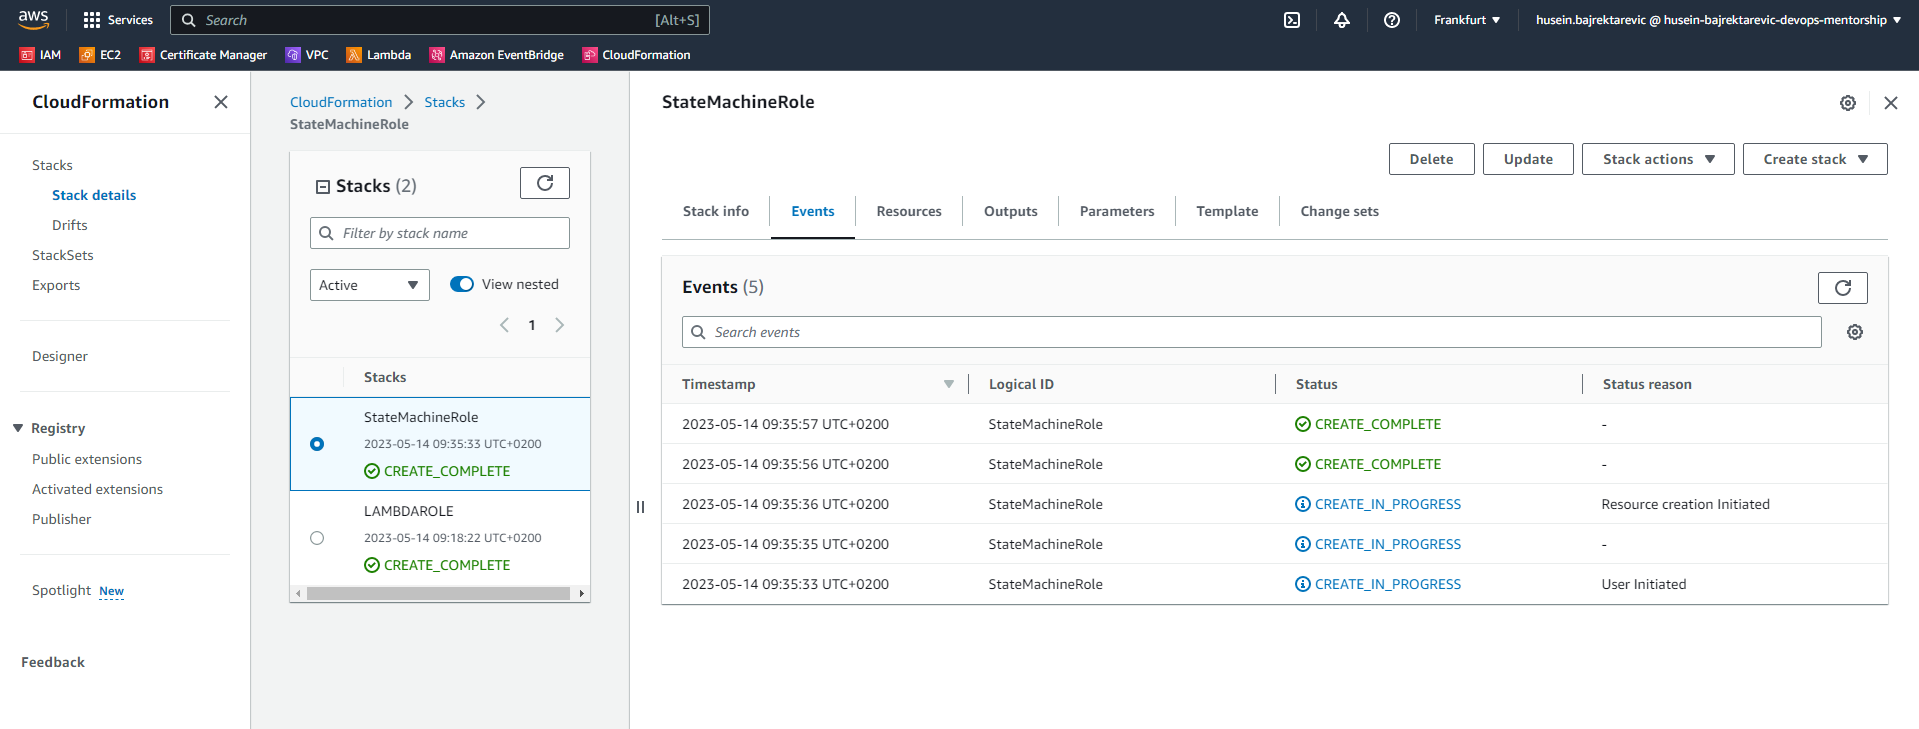 aws Services Search [Alt+S] Frankfurt husein.bajrektarevic @ husein-bajrektarevic-devops-mentorship
IAM EC2 Certificate Manager VPC Lambda Amazon EventBridge CloudFormation
CloudFormation
Stacks
Stack details
Drifts
StackSets
Exports
Designer
Registry
Public extensions
Activated extensions
Publisher
Spotlight New
Feedback
CloudFormation Stacks
StateMachineRole
Stacks (2)
Filter by stack name
Active View nested
1
Stacks
StateMachineRole
2023-05-14 09:35:33 UTC+0200
CREATE_COMPLETE
LAMBDAROLE
2023-05-14 09:18:22 UTC+0200
CREATE_COMPLETE
StateMachineRole
Delete Update Stack actions Create stack
Stack info Events Resources Outputs Parameters Template Change sets
Events (5)
Search events
Timestamp Logical ID Status Status reason
2023-05-14 09:35:57 UTC+0200 StateMachineRole CREATE_COMPLETE -
2023-05-14 09:35:56 UTC+0200 StateMachineRole CREATE_COMPLETE -
2023-05-14 09:35:36 UTC+0200 StateMachineRole CREATE_IN_PROGRESS Resource creation Initiated
2023-05-14 09:35:35 UTC+0200 StateMachineRole CREATE_IN_PROGRESS -
2023-05-14 09:35:33 UTC+0200 StateMachineRole CREATE_IN_PROGRESS User Initiated